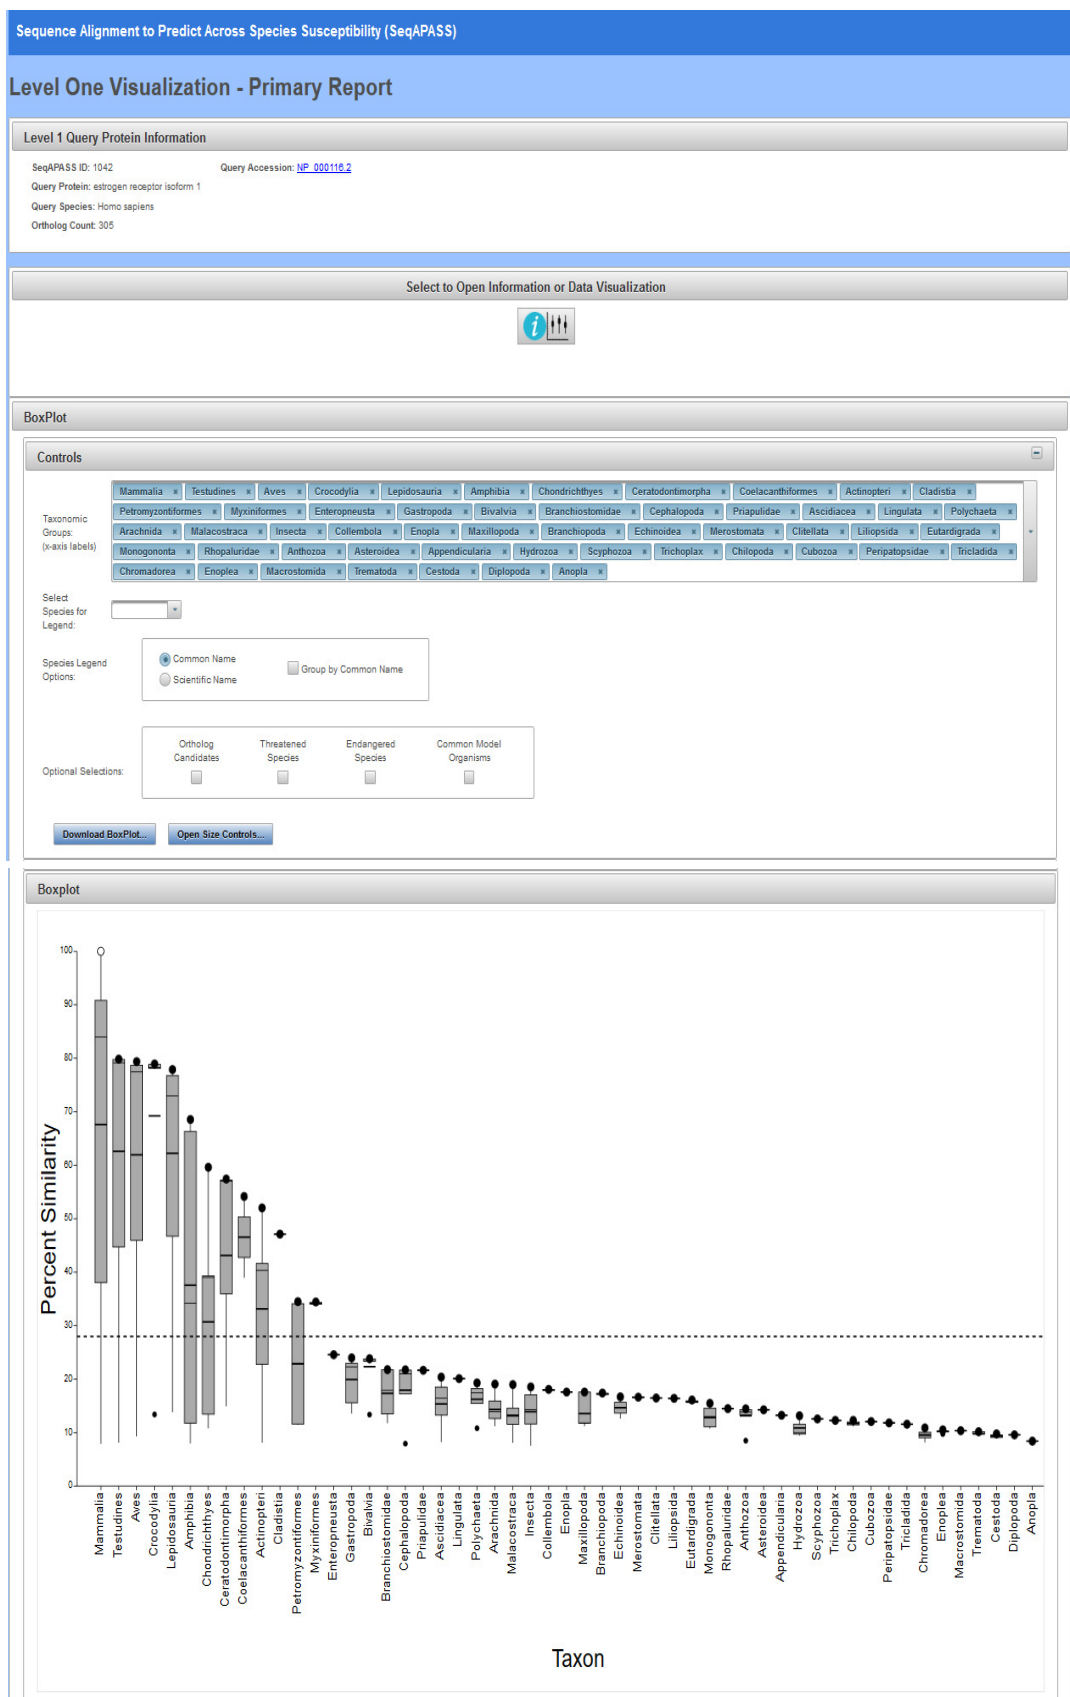 Sequence Alignment to Predict Across Species Susceptibility (SeqAPASS)
Level One Visualization - Primary Report
Level 1 Query Protein Information
SeqAPASS ID: 1042 Query Accession: NP_000116.2
Query Protein: estrogen receptor isoform 1
Query Species: Homo sapiens
Ortholog Count: 305
Select to Open Information or Data Visualization
i
BoxPlot
Controls
Taxonomic Groups: (x-axis labels)
Mammalia x Testudines x Aves x Crocodylia x Lepidosauria x Amphibia x Chondrichthyes x Ceratodontimorpha x Coelacanthiformes x Actinopteri x Cladistia x
Petromyzontiformes x Myxiniformes x Enteropneusta x Gastropoda x Bivalvia x Branchiostomidae x Cephalopoda x Priapulidae x Ascidiacea x Lingulata x Polychaeta x
Arachnida x Malacostraca x Insecta x Collembola x Enopla x Maxillopoda x Branchiopoda x Echinoidea x Merostomata x Clitellata x Liliopsida x Eutardigrada x
Monogononta x Rhopaluridae x Anthozoa x Asteroidea x Appendicularia x Hydrozoa x Scyphozoa x Trichoplax x Chilopoda x Cubozoa x Peripatopsidae x Tricladida x
Chromadorea x Enoplea x Macrostomida x Trematoda x Cestoda x Diplopoda x Anopla x
Select
Species for
Legend:
Species Legend
Options:
Common Name
Group by Common Name
Scientific Name
Optional Selections:
Ortholog Candidates
Threatened Species
Endangered Species
Common Model Organisms
Download BoxPlot... Open Size Controls...
Boxplot
Percent Similarity
100
90
80
70
60
50
40
30
20
10
0
Mammalia
Testudines
Aves
Crocodylia
Lepidosauria
Amphibia
Chondrichthyes
Ceratodontimorpha
Coelacanthiformes
Actinopteri
Cladistia
Petromyzontiformes
Myxiniformes
Enteropneusta
Gastropoda
Bivalvia
Branchiostomidae
Cephalopoda
Priapulidae
Ascidiacea
Lingulata
Polychaeta
Arachnida
Malacostraca
Insecta
Collembola
Enopla
Maxillopoda
Branchiopoda
Echinoidea
Merostomata
Clitellata
Liliopsida
Eutardigrada
Monogononta
Rhopaluridae
Anthozoa
Asteroidea
Appendicularia
Hydrozoa
Scyphozoa
Trichoplax
Chilopoda
Cubozoa
Peripatopsidae
Tricladida
Chromadorea
Enoplea
Macrostomida
Trematoda
Cestoda
Diplopoda
Anopla
Taxon